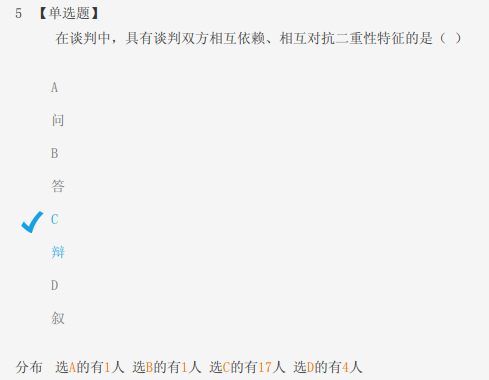 5 【单选题】
在谈判中，具有谈判双方相互依赖、相互对抗二重性特征的是（ ）
A
问
B
答
C
辩
D
叙
分布 选A的有1人 选B的有1人 选C的有17人 选D的有4人